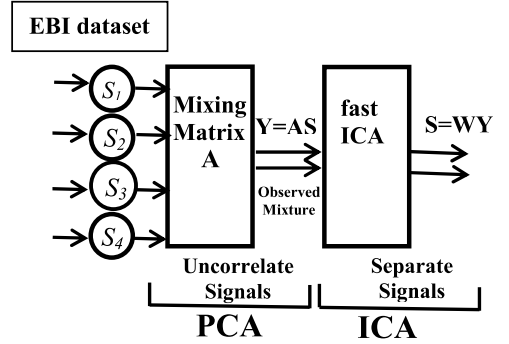 EBI dataset
S1
S2
S3
S4
Mixing
Matrix
A
Y=AS
Observed
Mixture
fast
ICA
S=WY
Uncorrelate
Signals
Separate
Signals
PCA
ICA